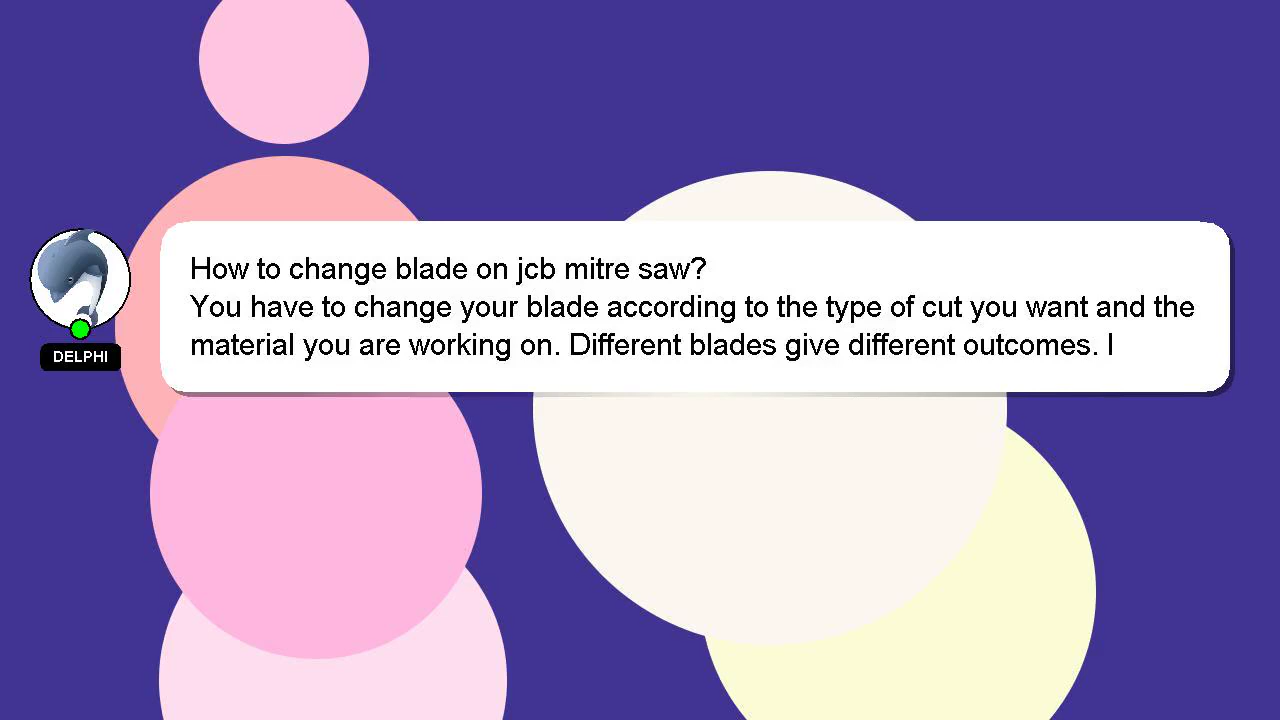 How to change blade on jcb mitre saw?
You have to change your blade according to the type of cut you want and the
material you are working on. Different blades give different outcomes. I
DELPHI